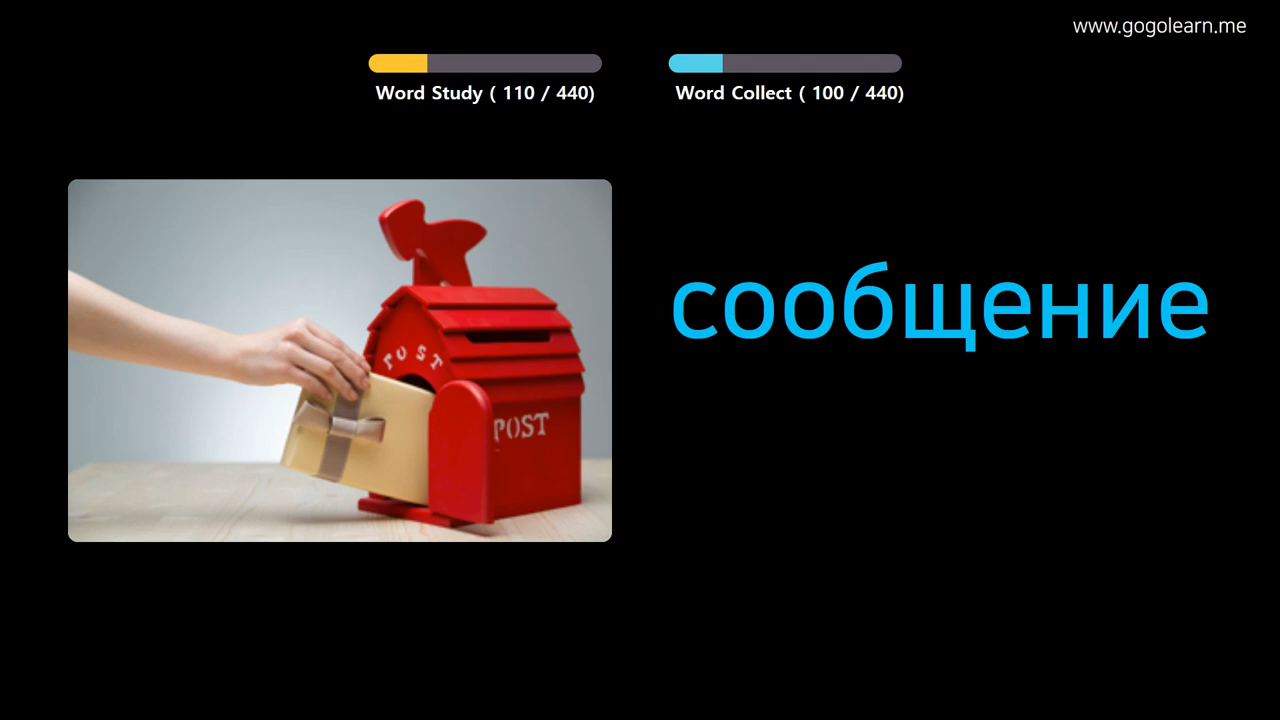 www.gogolearn.me
Word Study ( 110 / 440)
Word Collect ( 100 / 440)
POST
POST
сообщение